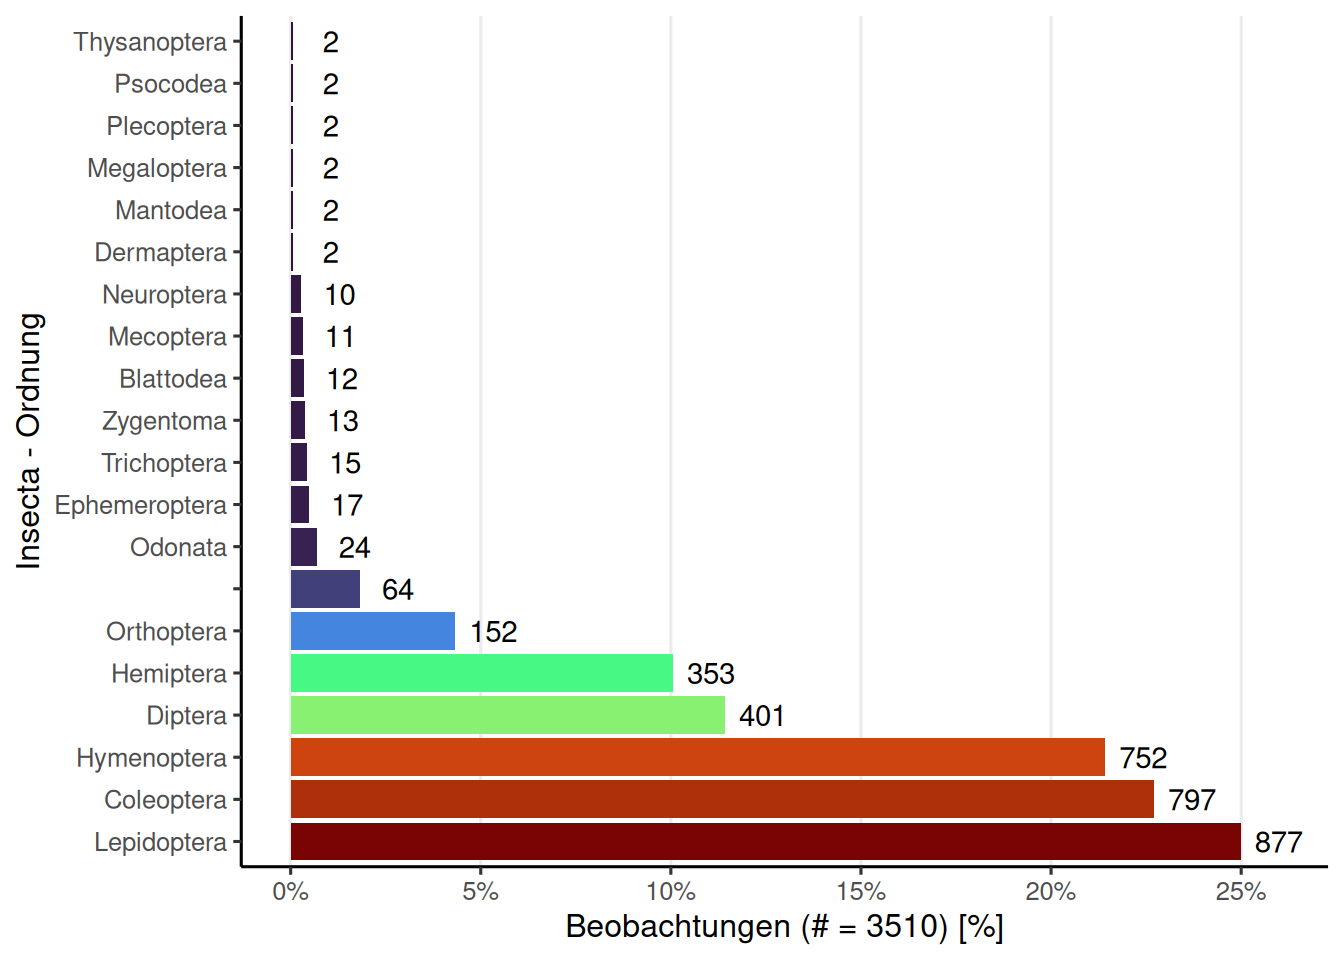 Insecta - Ordnung
Thysanoptera 2
Psocodea 2
Plecoptera 2
Megaloptera 2
Mantodea 2
Dermaptera 2
Neuroptera 10
Mecoptera 11
Blattodea 12
Zygentoma 13
Trichoptera 15
Ephemeroptera 17
Odonata 24
64
Orthoptera 152
Hemiptera 353
Diptera 401
Hymenoptera 752
Coleoptera 797
Lepidoptera 877
0% 5% 10% 15% 20% 25%
Beobachtungen (# = 3510) [%]